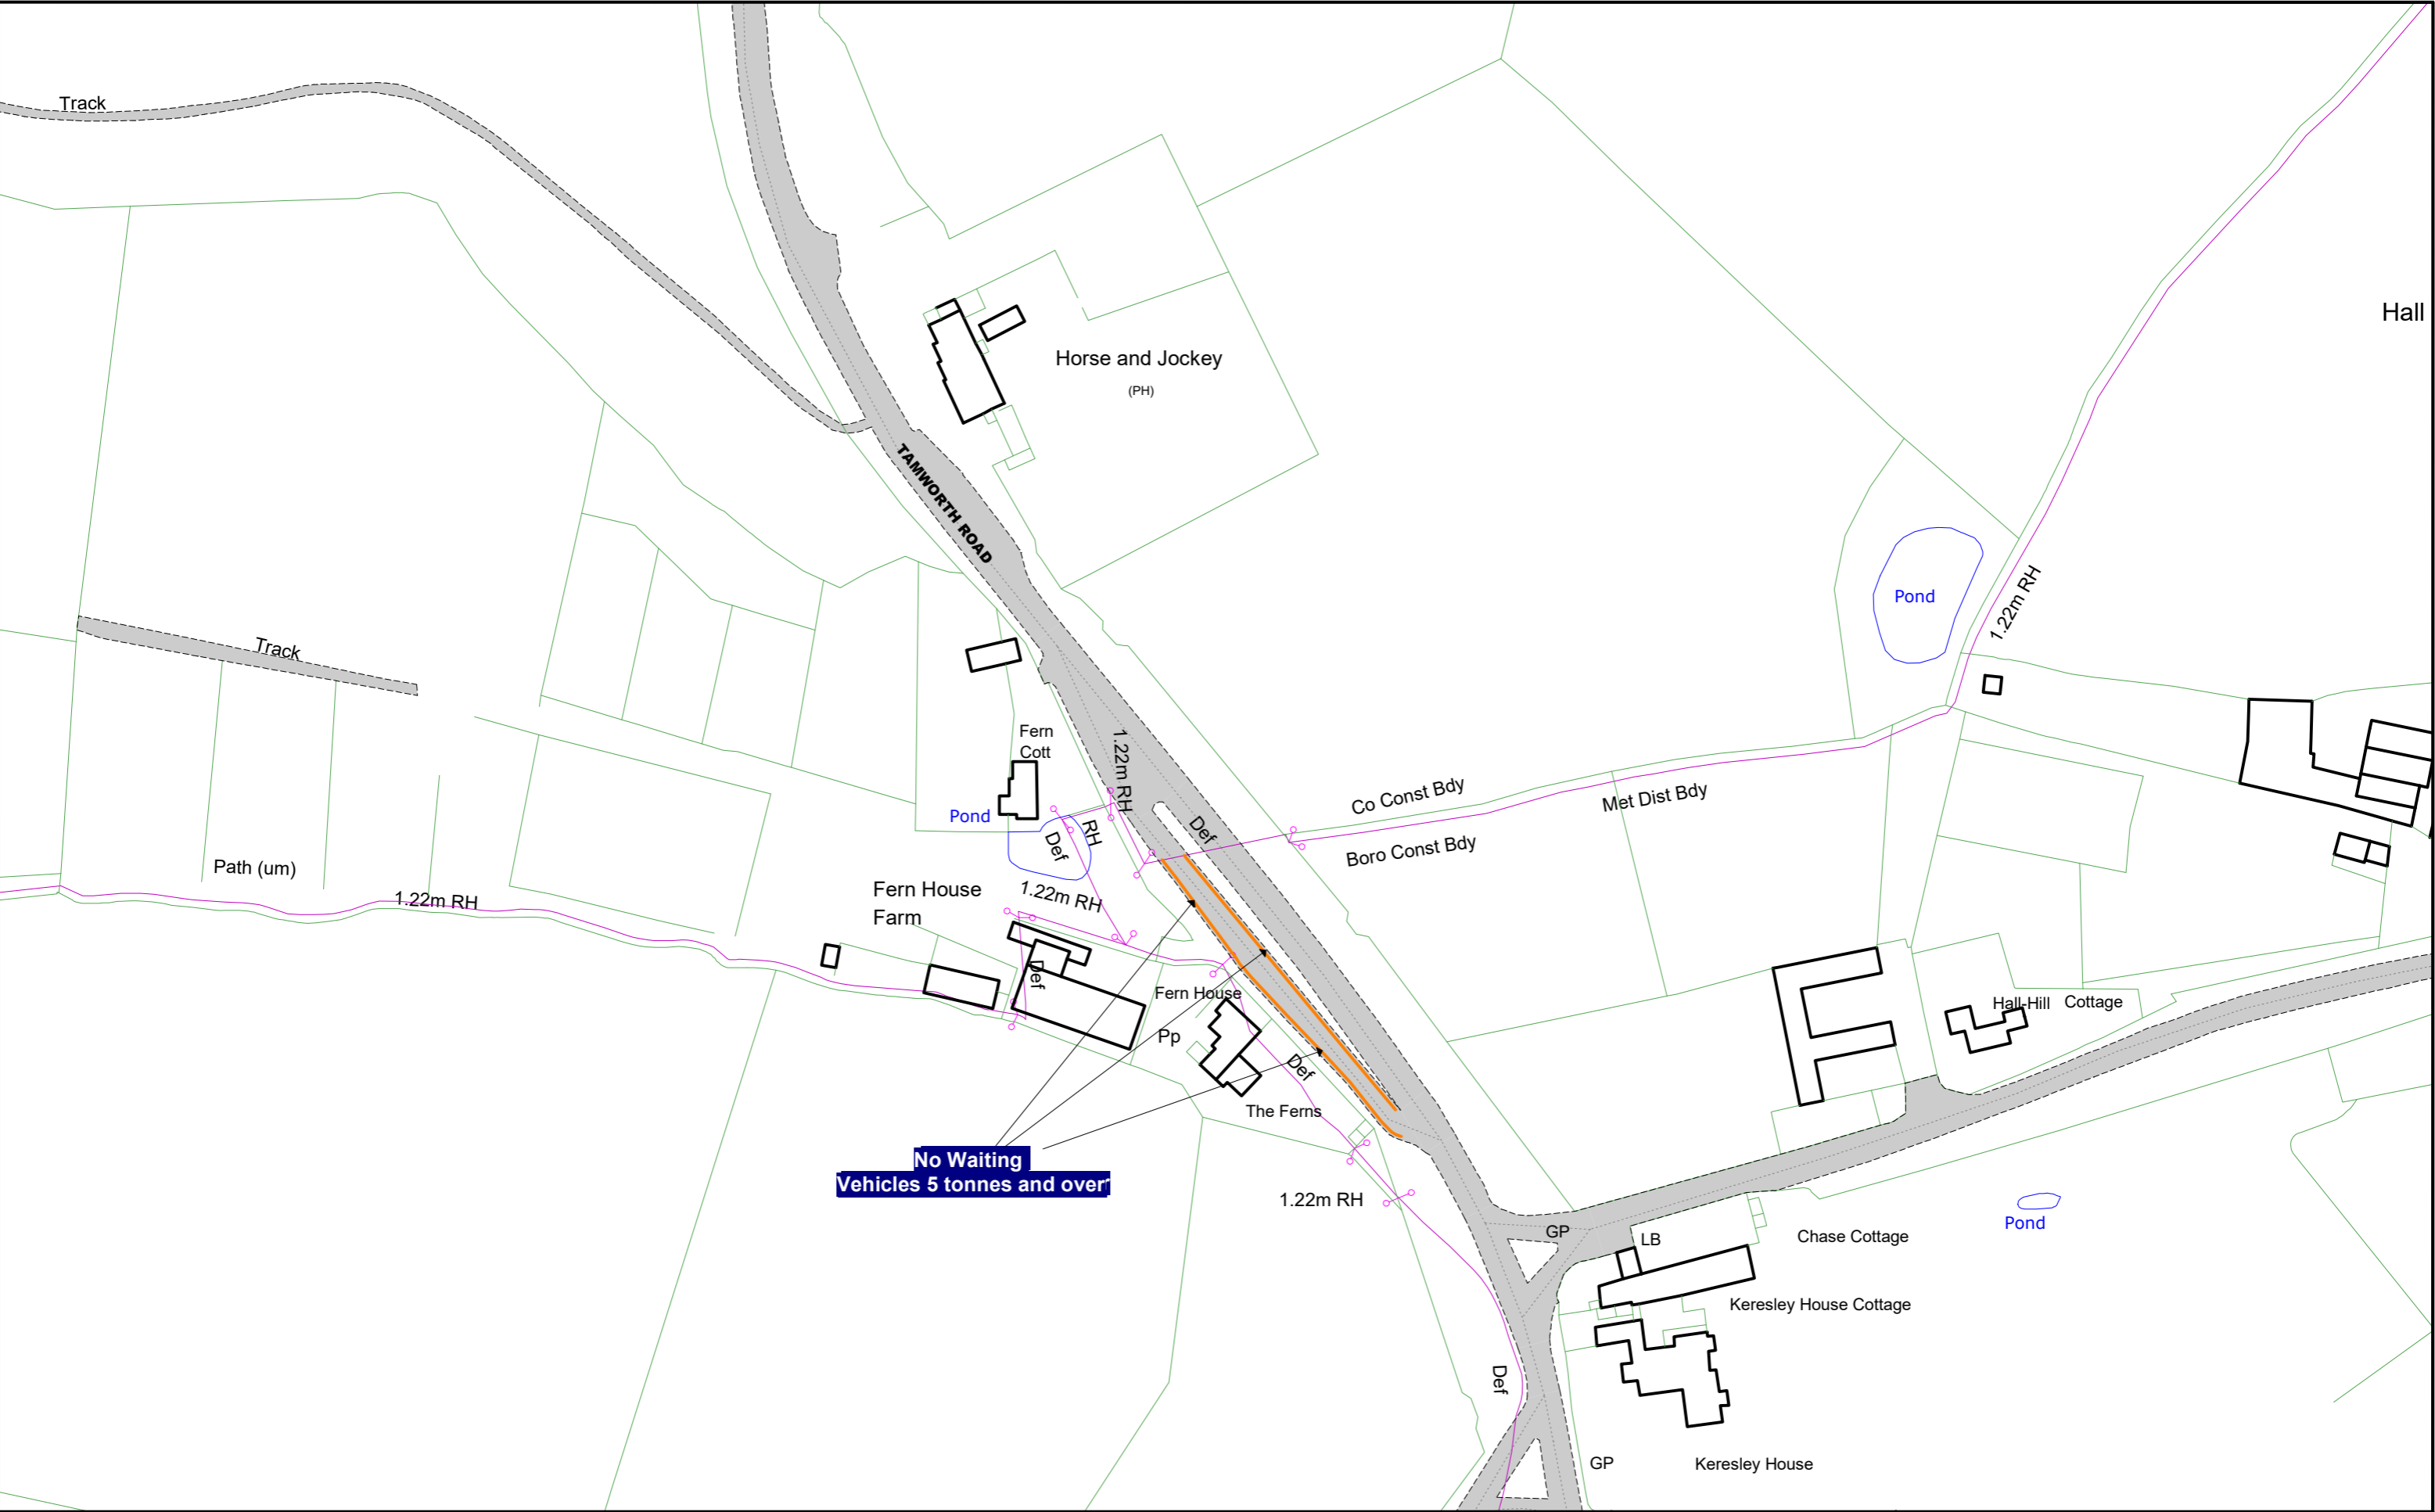 Track
Hall
Horse and Jockey
(PH)
TAMWORTH ROAD
Pond
1.22m RH
Track
Fern
Cott
1.22m RH
Pond
Def
RH
Def
Co Const Bdy
Met Dist Bdy
Boro Const Bdy
Path (um)
1.22m RH
Fern House
Farm
1.22m RH
Def
Fern House
Pp
Def
The Ferns
Hall-Hill Cottage
No Waiting
Vehicles 5 tonnes and over
1.22m RH
GP
LB
Chase Cottage
Pond
Keresley House Cottage
Def
GP
Keresley House